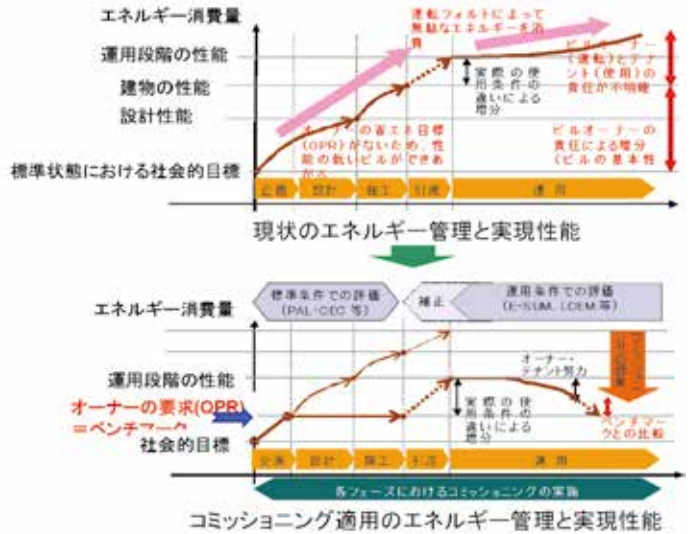 エネルギー消費量
運転フォルトによって
無駄なエネルギーを消
費
運用段階の性能
ビルオーナー
(運転)とテナ
ント(使用)の
責任が不明確
建物の性能
実際の使
用条件の
違いによる
増分
設計性能
オーナーの省エネ目標
(OPR)がないため、性
能の低いビルができあ
がる
ビルオーナーの
責任による増分
(ビルの基本性
標準状態における社会的目標
企画 設計 施工 引渡 運用
現状のエネルギー管理と実現性能
エネルギー消費量
標準条件での評価
(PAL・CEC 等)
補正
運用条件での評価
(E-SUM, LCEM 等)
運用段階の性能
オーナー・
テナント努力
オーナーの要求(OPR)
=ベンチマーク
実際の使
用条件の
違いによる
増分
ベンチマー
クとの比較
社会的目標
企画 設計 施工 引渡 運用
各フェーズにおけるコミッショニングの実施
コミッショニング適用のエネルギー管理と実現性能